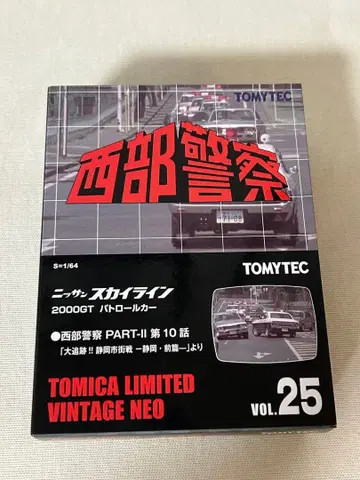 TOMYTEC
西部警察
S=1/64
TOMYTEC
ニッサン スカイライン
2000GT パトロールカー
●西部警察 PART-II 第10話
「大追跡!! 静岡市街戦 ー静岡・前篇ー」より
TOMICA LIMITED
VINTAGE NEO
VOL.25